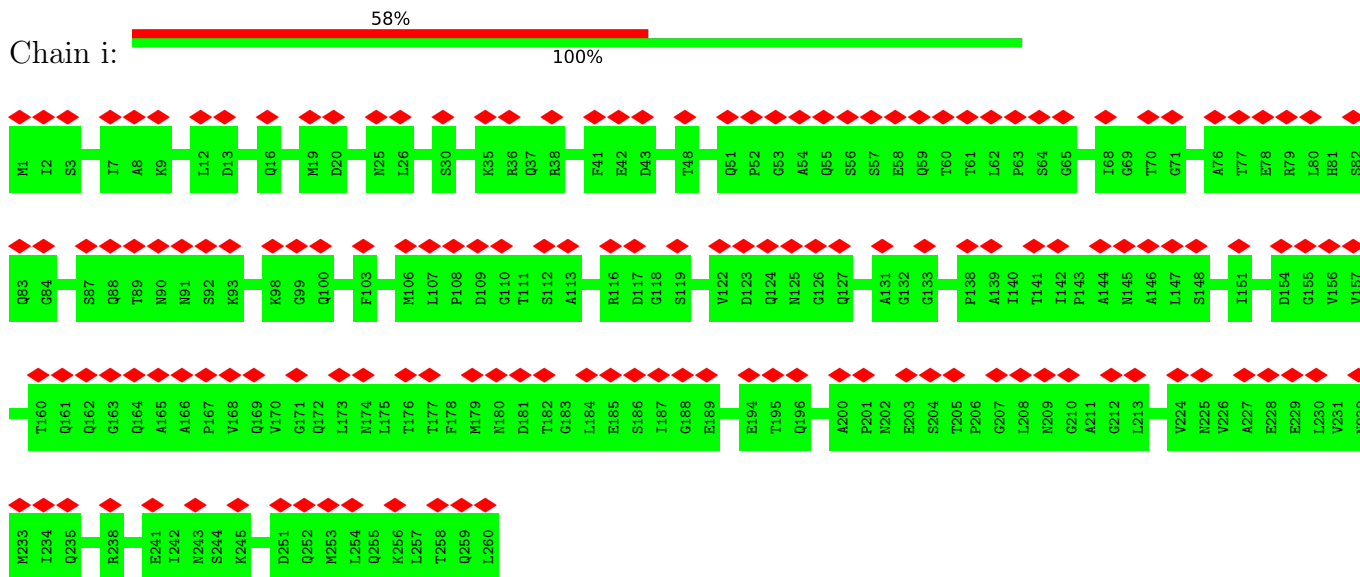 58%
Chain i:
100%
M1 I2 S3 I7 A8 K9 L12 D13 Q16 M19 D20 N25 L26 S30 K35 R36 Q37 R38 F41 E42 D43 T48 Q51 P52 G53 A54 Q55 S56 S57 E58 Q59 T60 T61 L62 P63 S64 G65 I68 G69 T70 G71 A76 T77 E78 R79 L80 H81 S82
Q83 G84 S87 Q88 T89 N90 N91 S92 K93 K98 G99 Q100 F103 M106 L107 P108 D109 G110 T111 S112 A113 R116 D117 G118 S119 V122 D123 Q124 N125 G126 Q127 A131 G132 G133 P138 A139 I140 T141 I142 P143 A144 N145 A146 L147 S148 I151 D154 G155 V156 V157
T160 Q161 Q162 G163 Q164 A165 A166 P167 V168 Q169 V170 G171 Q172 L173 N174 L175 T176 T177 F178 M179 N180 D181 T182 G183 L184 E185 S186 I187 G188 E189 E194 T195 Q196 A200 P201 N202 E203 S204 T205 P206 G207 L208 N209 G210 A211 G212 L213 V224 N225 V226 A227 E228 E229 L230 V231
M233 I234 Q235 R238 E241 I242 N243 S244 K245 D251 Q252 M253 L254 Q255 K256 L257 T258 Q259 L260